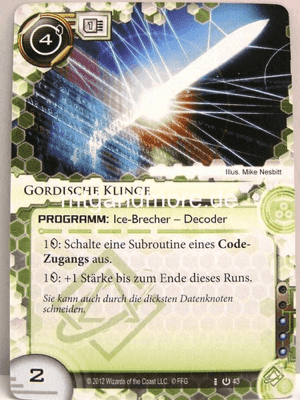 4
1
Illus. Mike Nesbitt
GORDISCHE KLINGE
PROGRAMM: Ice-Brecher – Decoder
1: Schalte eine Subroutine eines Code-
Zugangs aus.
1: +1 Stärke bis zum Ende dieses Runs.
Sie kann auch durch die dicksten Datenknoten
schneiden.
2
© 2012 Wizards of the Coast LLC. © FFG
43